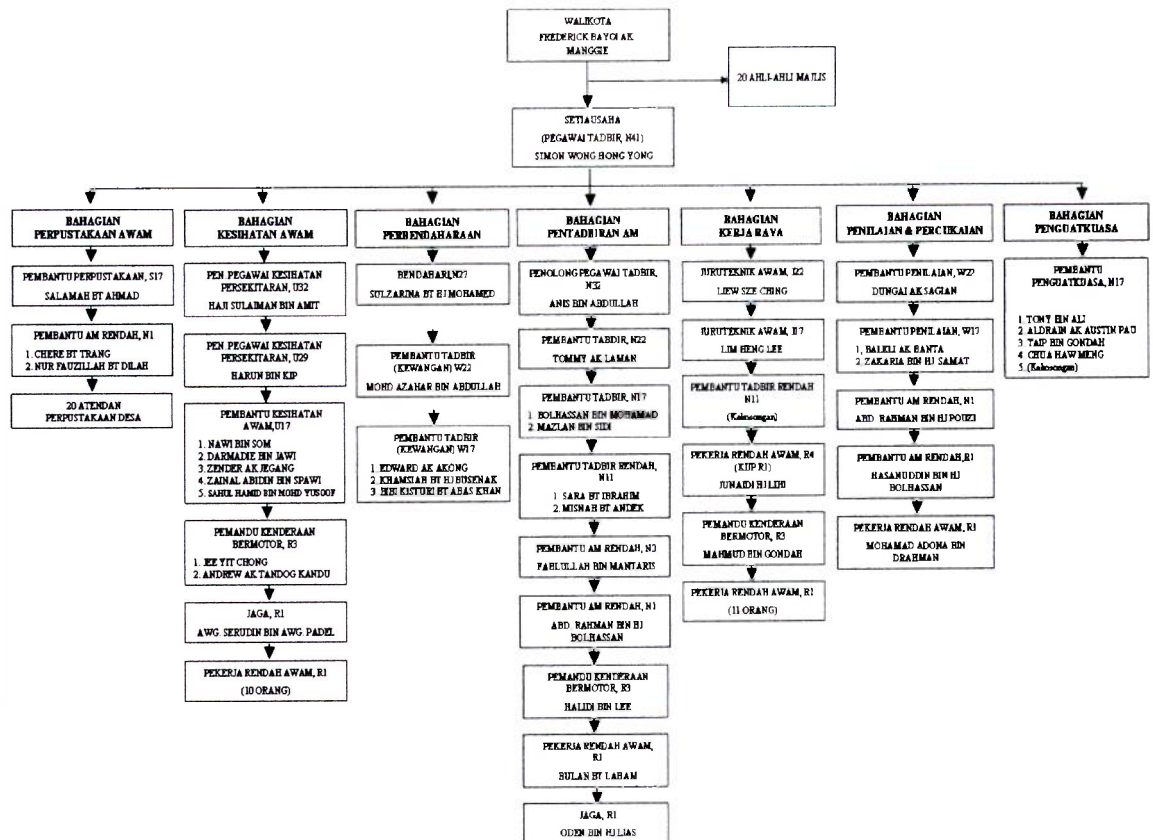 WALIKOTA
FREDERICK BAYOI AK
MANGGIE
20 AHLI-AHLI MAJLIS
SETIAUSAHA
(PEGAWAI TADBIR, N41)
SIMON WONG HONG YONG
BAHAGIAN
PERPUSTAKAAN AWAM
PEMBANTU PERPUSTAKAAN, S17
SALAMAH BT AHMAD
PEMBANTU AM RENDAH, N1
1. CHERE BT TRANG
2. NUR FAUZILLAH BT DILAH
20 ATENDAN
PERPUSTAKAAN DESA
BAHAGIAN
KESIHATAN AWAM
PEN PEGAWAI KESIHATAN
PERSEKITARAN, U32
HAJI SULAIMAN BIN AMIT
PEN PEGAWAI KESIHATAN
PERSEKITARAN, U29
HARUN BIN KIP
PEMBANTU KESIHATAN
AWAM,U17
1. NAWI BIN SOM
2. DARMADIE BIN JAWI
3. ZENDER AK JEGANG
4. ZAINAL ABIDIN BIN SPAWI
5. SAHUL HAMID BIN MOHD YUSOOF
PEMANDU KENDERAAN
BERMOTOR, R3
1. JEE YIT CHONG
2. ANDREW AK TANDOG KANDU
JAGA, R1
AWG. SERUDIN BIN AWG. PADEL
PEKERJA RENDAH AWAM, R1
(10 ORANG)
BAHAGIAN
PERBENDAHARAAN
BENDAHARI,N27
SULZARINA BT HJ MOHAMED
PEMBANTU TADBIR
(KEWANGAN) W22
MOHD AZAHAR BIN ABDULLAH
PEMBANTU TADBIR
(KEWANGAN) W17
1. EDWARD AK AKONG
2. KHAMSIAH BT HJ BUSENAK
3. BIBI KISTURI BT ABAS KHAN
BAHAGIAN
PENTADBIRAN AM
PENOLONG PEGAWAI TADBIR,
N32
ANIS BIN ABDULLAH
PEMBANTU TABDIR, N22
TOMMY AK LAMAN
PEMBANTU TADBIR, N17
1. BOLHASSAN BIN MOHAMAD
2. MAZLAN BIN SIDI
PEMBANTU TADBIR RENDAH,
N11
1. SARA BT IBRAHIM
2. MISNAH BT ANDEK
PEMBANTU AM RENDAH, N3
FABLULLAH BIN MANTARIS
PEMBANTU AM RENDAH, N1
ABD. RAHMAN BIN HJ
BOLHASSAN
PEMANDU KENDERAAN
BERMOTOR, R3
HALIDI BIN LEE
PEKERJA RENDAH AWAM,
R1
BULAN BT LAHAM
JAGA, R1
ODEN BIN HJ LIAS
BAHAGIAN
KERJA RAYA
JURUTEKNIK AWAM, J22
LIEW SZE CHING
JURUTEKNIK AWAM, J17
LIM HENG LEE
PEMBANTU TADBIR RENDAH
N11
(Kekosongan)
PEKERJA RENDAH AWAM, R4
(KUP R1)
JUNAIDI HJ LIHI
PEMANDU KENDERAAN
BERMOTOR, R3
MAHMUD BIN GONDAH
PEKERJA RENDAH AWAM, R1
(11 ORANG)
BAHAGIAN
PENILAIAN & PERCUKAIAN
PEMBANTU PENILAIAN, W22
DUNGAI AK SAGIAN
PEMBANTU PENILAIAN, W17
1. BALKLI AK BANTA
2. ZAKARIA BIN HJ SAMAT
PEMBANTU AM RENDAH, N1
ABD. RAHMAN BIN HJ POUZI
PEMBANTU AM RENDAH,R1
HASANUDDIN BIN HJ
BOLHASSAN
PEKERJA RENDAH AWAM, R1
MOHAMAD ADONA BIN
DRAHMAN
BAHAGIAN
PENGUATKUASA
PEMBANTU
PENGUATKUASA, N17
1. TONY BIN ALI
2. ALDRAIN AK AUSTIN PAU
3. TAIP BIN GONDAH
4. CHUA HAW MENG
5. (Kekosongan)